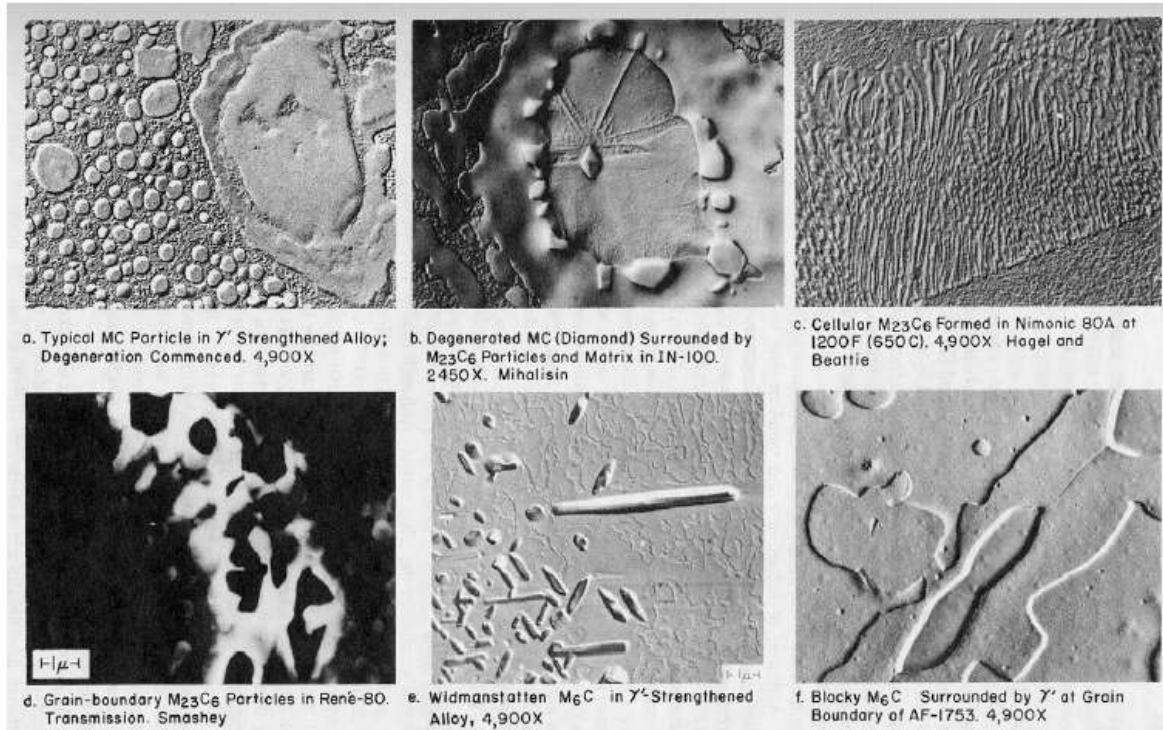 a. Typical MC Particle in γ' Strengthened Alloy;
Degeneration Commenced. 4,900X
b. Degenerated MC (Diamond) Surrounded by
M23C6 Particles and Matrix in IN-100.
2450X. Mihalisin
c. Cellular M23C6 Formed in Nimonic 80A at
1200F (650C). 4,900X. Hagel and
Beattie
⊢1μ⊣
d. Grain-boundary M23C6 Particles in René-80.
Transmission. Smashey
⊢1μ⊣
e. Widmanstatten M6C in γ'-Strengthened
Alloy, 4,900X
f. Blocky M6C Surrounded by γ' at Grain
Boundary of AF-1753. 4,900X